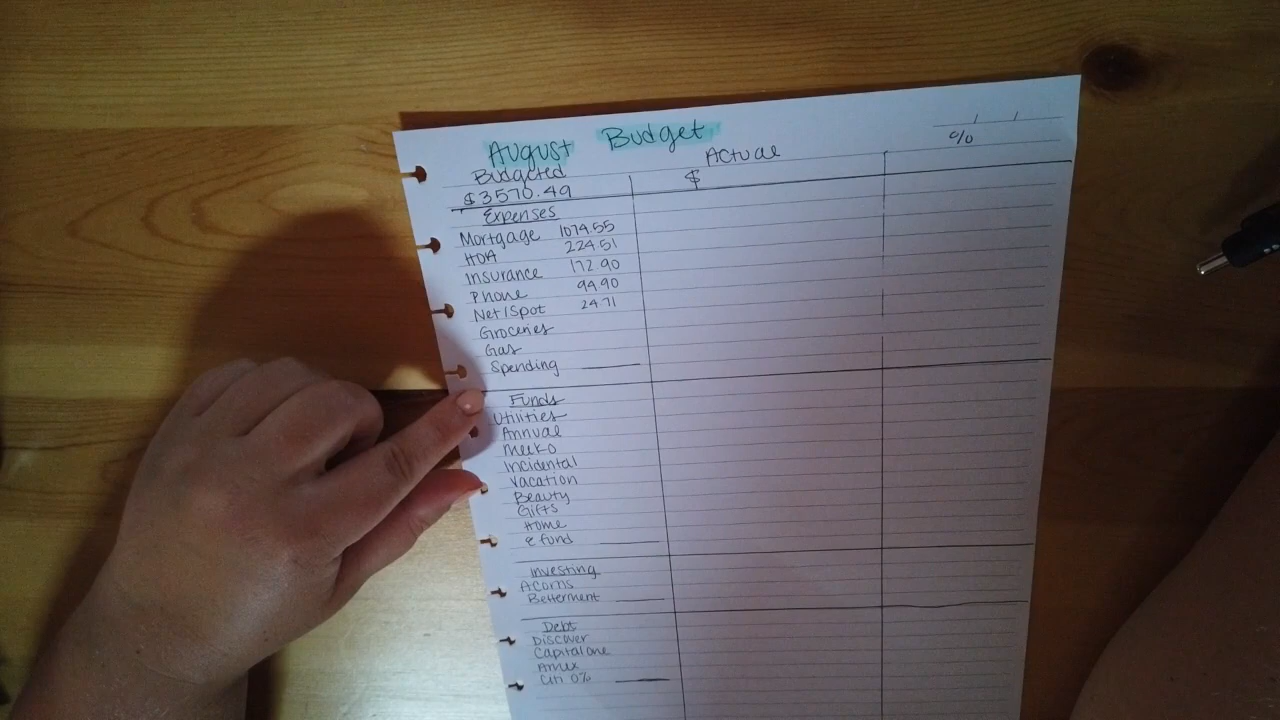 August Budget
/ /
Budgeted Actual %
$3570.49 $
Expenses
Mortgage 1074.55
HOA 224.51
Insurance 172.90
Phone 94.90
Net/Spot 24.71
Groceries
Gas
Spending
Funds
Utilities
Annual
Meeko
Incidental
Vacation
Beauty
Gifts
Home
e fund
Investing
Acorns
Betterment
Debt
Discover
Capital One
Amex
Citi 0%